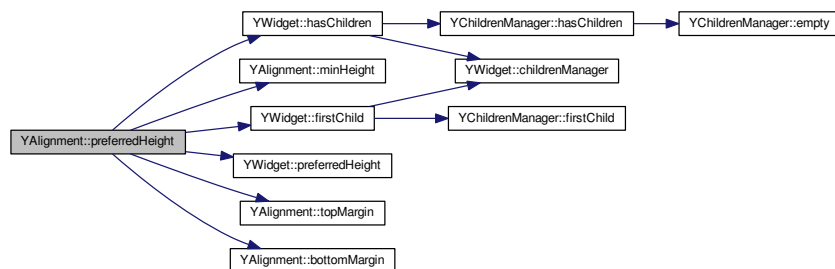 YWidget::hasChildren
YChildrenManager::hasChildren
YChildrenManager::empty
YAlignment::minHeight
YWidget::childrenManager
YWidget::firstChild
YChildrenManager::firstChild
YAlignment::preferredHeight
YWidget::preferredHeight
YAlignment::topMargin
YAlignment::bottomMargin